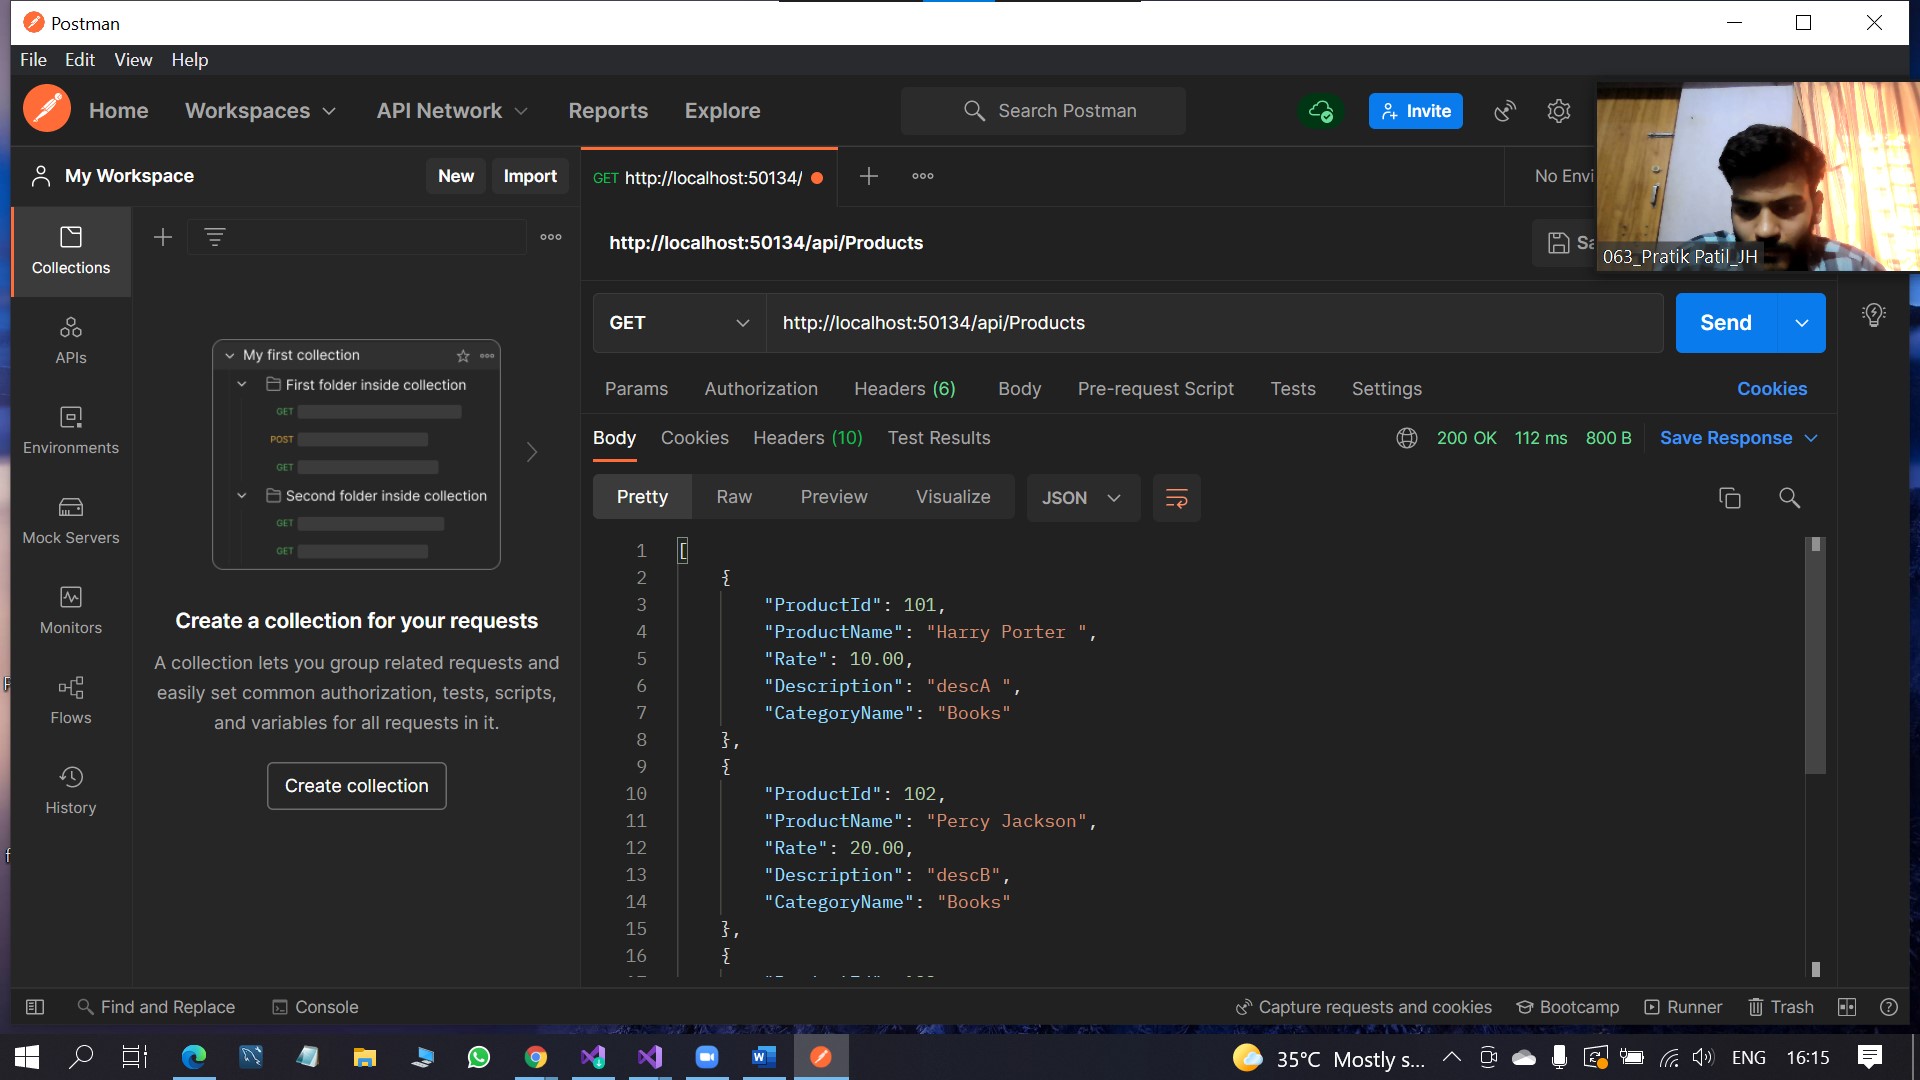 Postman
File Edit View Help
Home Workspaces API Network Reports Explore Search Postman Invite
My Workspace New Import
GET http://localhost:50134/ No Envi
http://localhost:50134/api/Products
063_Pratik Patil_JH
GET http://localhost:50134/api/Products Send
Params Authorization Headers (6) Body Pre-request Script Tests Settings Cookies
Body Cookies Headers (10) Test Results 200 OK 112 ms 800 B Save Response
Pretty Raw Preview Visualize JSON
Collections
APIs
Environments
Mock Servers
Monitors
Flows
History
My first collection
First folder inside collection
GET
POST
GET
Second folder inside collection
GET
GET
Create a collection for your requests
A collection lets you group related requests and
easily set common authorization, tests, scripts,
and variables for all requests in it.
Create collection
1 [
2 {
3 "ProductId": 101,
4 "ProductName": "Harry Porter ",
5 "Rate": 10.00,
6 "Description": "descA ",
7 "CategoryName": "Books"
8 },
9 {
10 "ProductId": 102,
11 "ProductName": "Percy Jackson",
12 "Rate": 20.00,
13 "Description": "descB",
14 "CategoryName": "Books"
15 },
16 {
Find and Replace Console Capture requests and cookies Bootcamp Runner Trash
35°C Mostly s... ENG 16:15